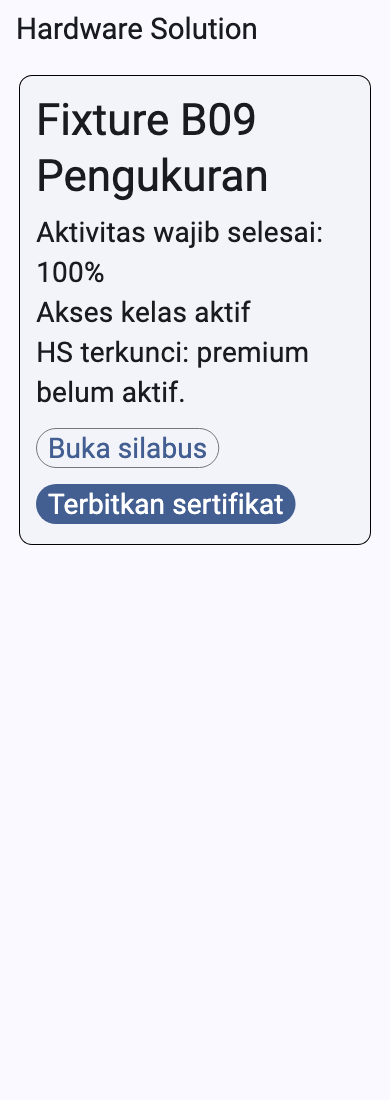 Hardware Solution
Fixture B09
Pengukuran
Aktivitas wajib selesai:
100%
Akses kelas aktif
HS terkunci: premium
belum aktif.
Buka silabus
Terbitkan sertifikat